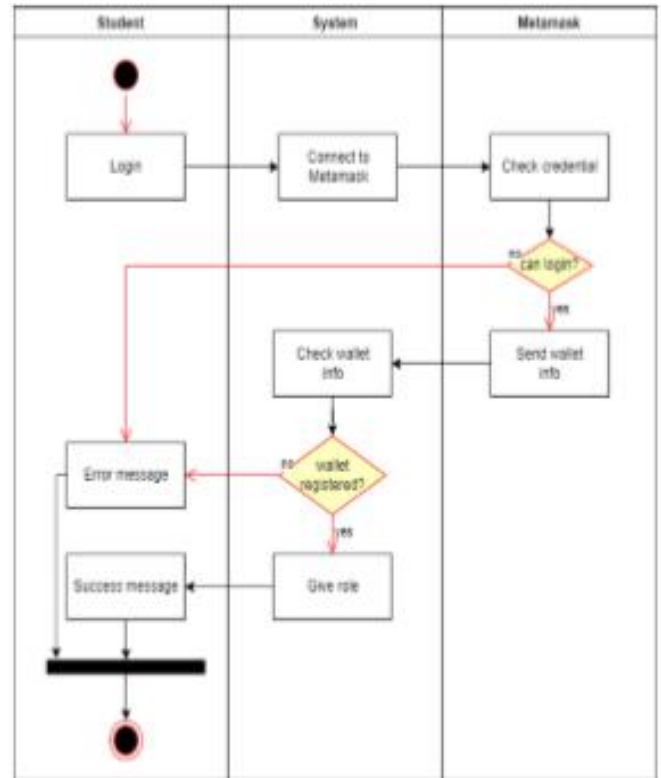 Student
System
Metamask
Login
Connect to
Metamask
Check credential
no
can login?
yes
Check wallet
info
Send wallet
info
Error message
no
wallet
registered?
yes
Success message
Give role